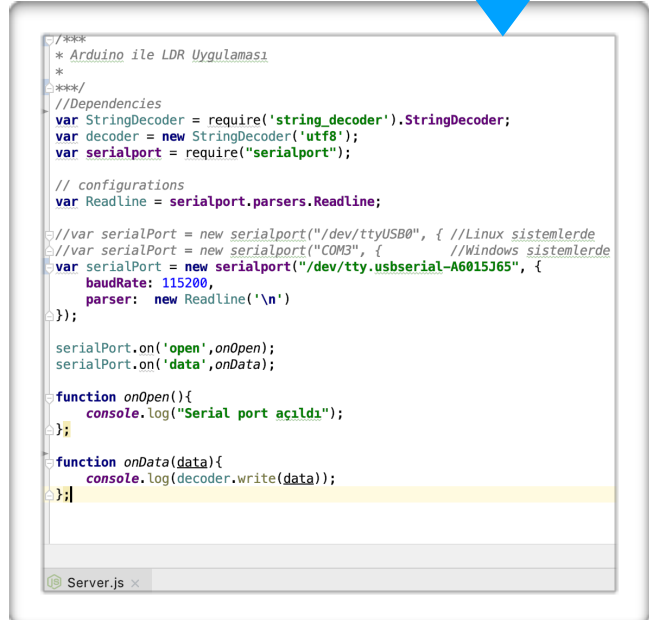 /***
* Arduino ile LDR Uygulaması
*
***/
//Dependencies
var StringDecoder = require('string_decoder').StringDecoder;
var decoder = new StringDecoder('utf8');
var serialport = require("serialport");
// configurations
var Readline = serialport.parsers.Readline;
//var serialPort = new serialport("/dev/ttyUSB0", { //Linux sistemlerde
//var serialPort = new serialport("COM3", {         //Windows sistemlerde
var serialPort = new serialport("/dev/tty.usbserial-A6015J65", {
    baudRate: 115200,
    parser:  new Readline('\n')
});
serialPort.on('open',onOpen);
serialPort.on('data',onData);
function onOpen(){
    console.log("Serial port açıldı");
};
function onData(data){
    console.log(decoder.write(data));
};
Server.js